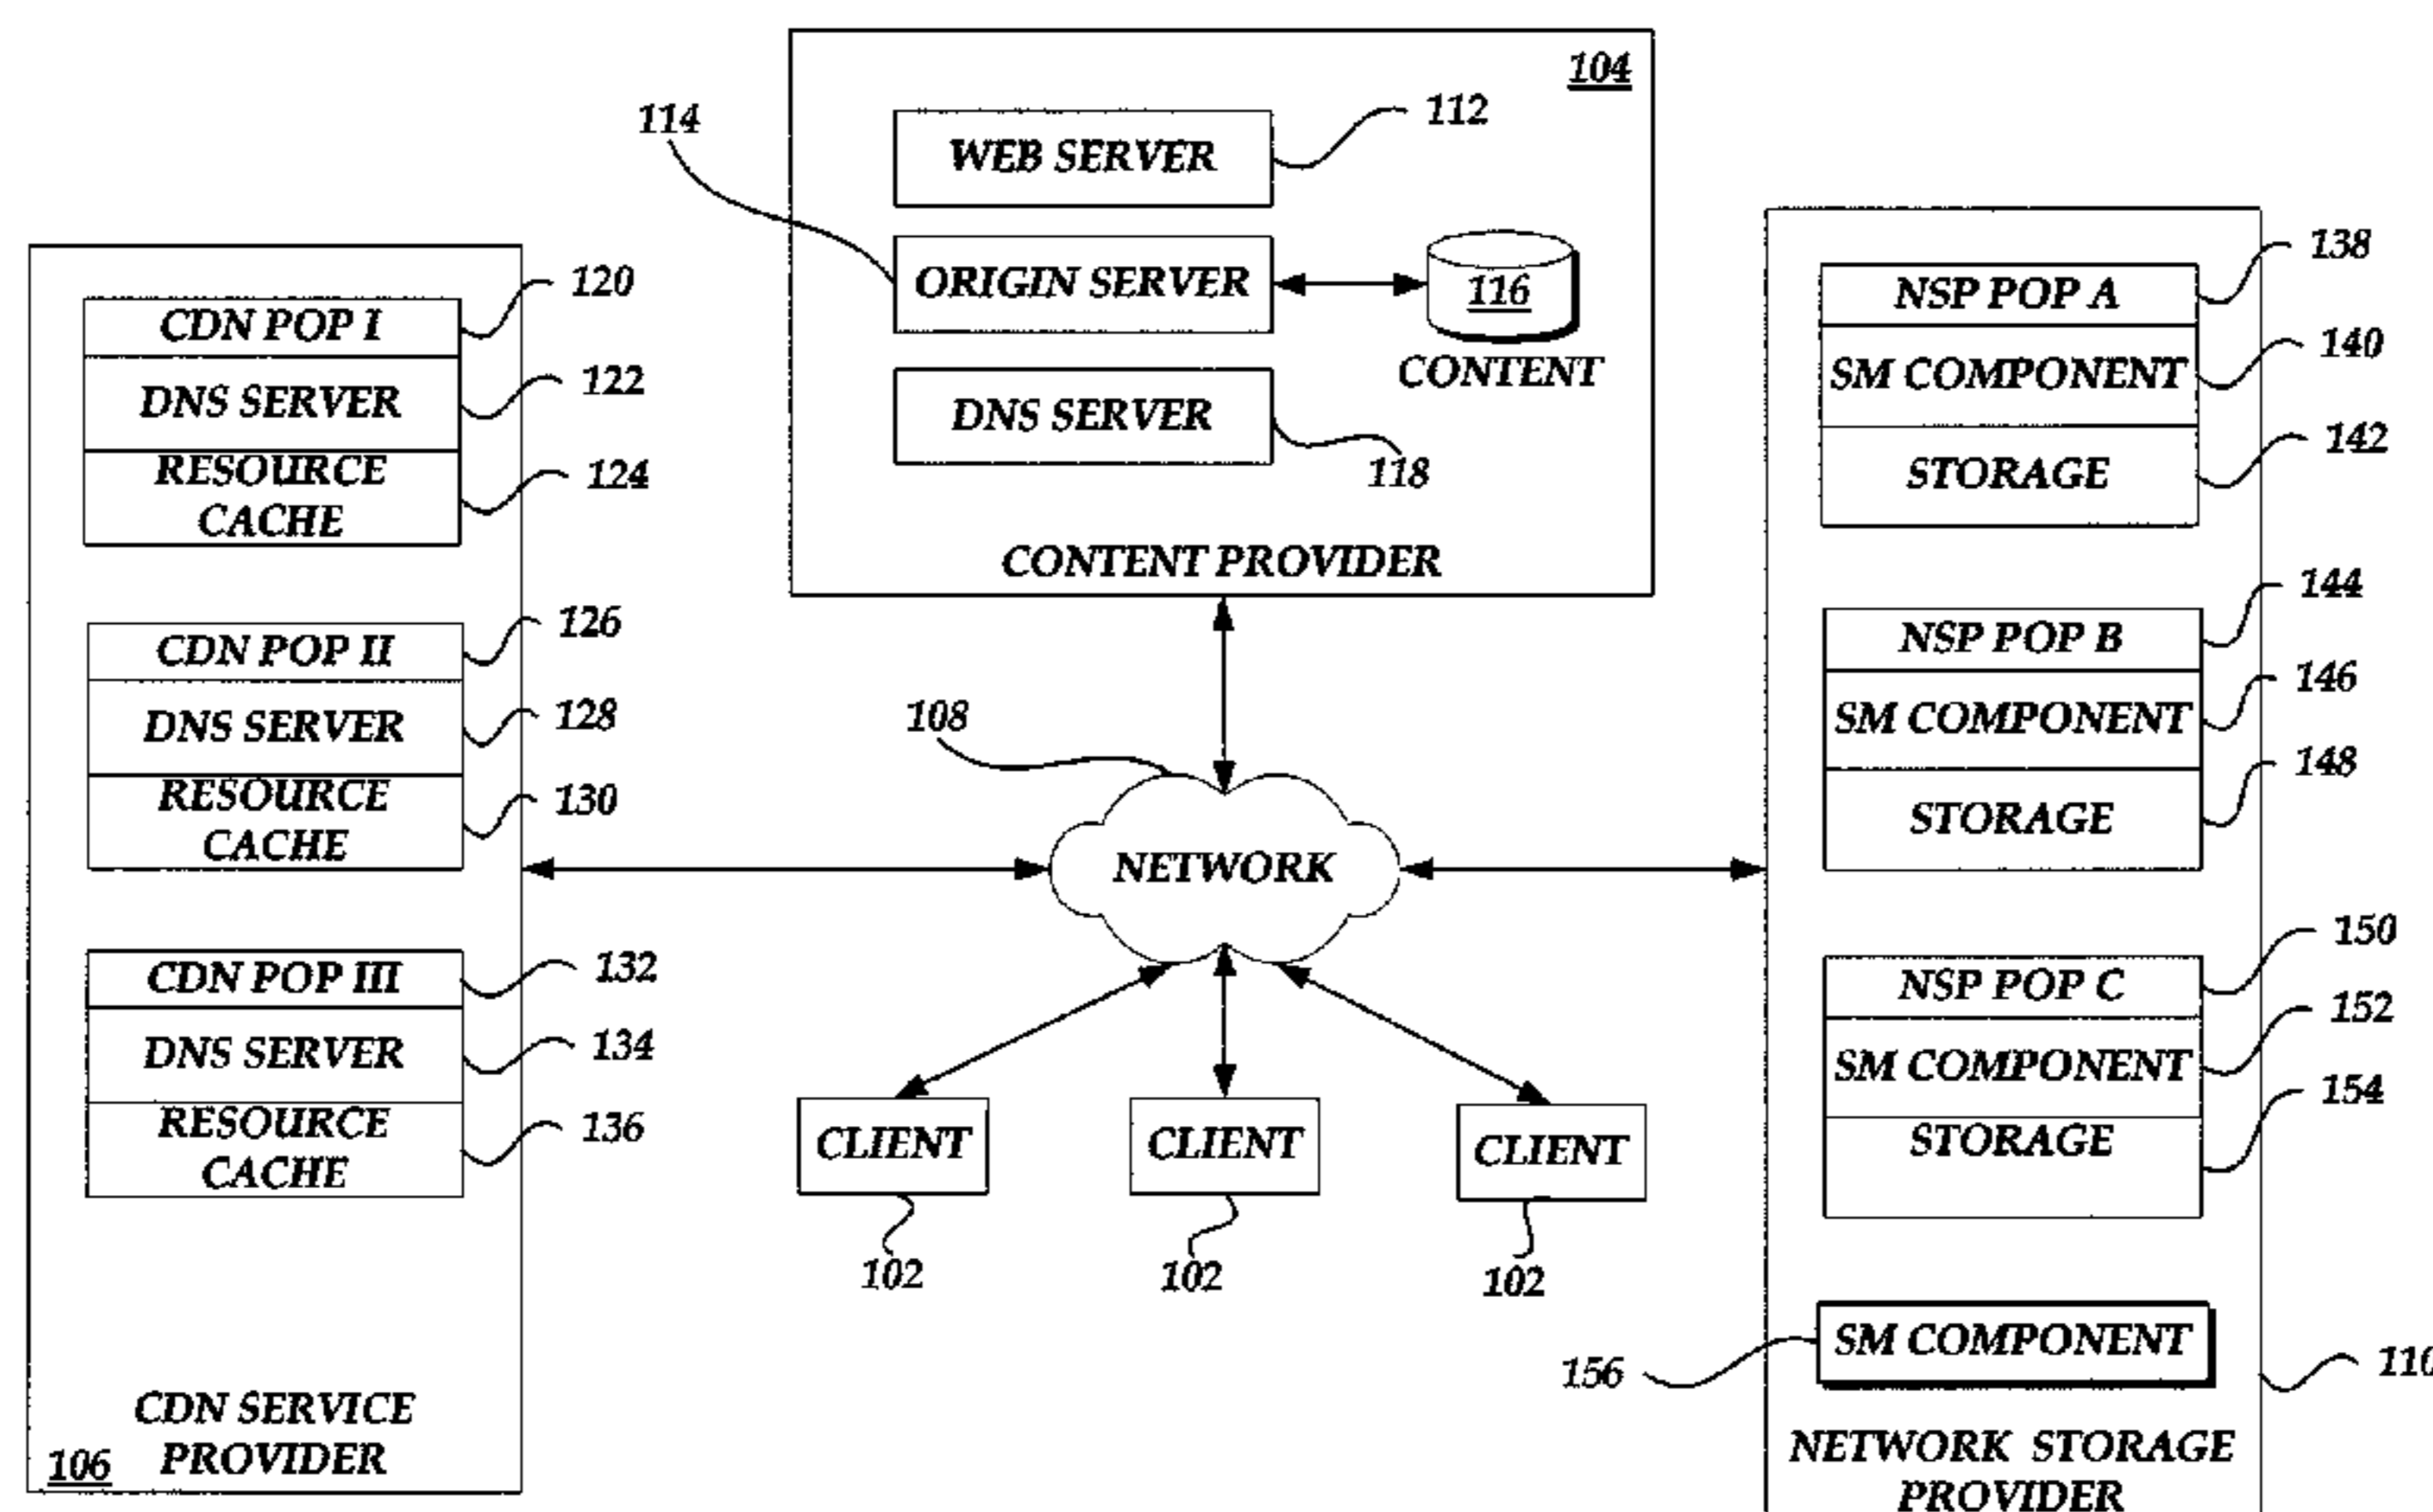 104
114
112
WEB SERVER
ORIGIN SERVER
116
CONTENT
DNS SERVER
118
CONTENT PROVIDER
120
CDN POP I
122
DNS SERVER
124
RESOURCE
CACHE
126
CDN POP II
128
DNS SERVER
130
RESOURCE
CACHE
132
CDN POP III
134
DNS SERVER
136
RESOURCE
CACHE
CDN SERVICE
PROVIDER
106
108
NETWORK
CLIENT
CLIENT
CLIENT
102
102
102
138
NSP POP A
140
SM COMPONENT
142
STORAGE
144
NSP POP B
146
SM COMPONENT
148
STORAGE
150
NSP POP C
152
SM COMPONENT
154
STORAGE
SM COMPONENT
156
110
NETWORK STORAGE
PROVIDER